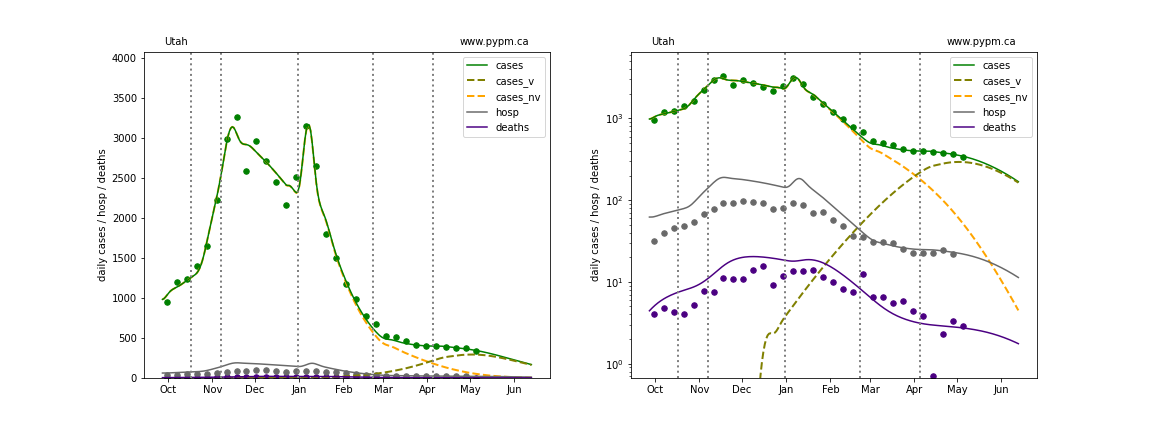 Utah
www.pypm.ca
4000
3500
3000
2500
2000
1500
1000
500
0
daily cases / hosp / deaths
Oct Nov Dec Jan Feb Mar Apr May Jun
cases
cases_v
cases_nv
hosp
deaths
Utah
www.pypm.ca
10³
10²
10¹
10⁰
daily cases / hosp / deaths
Oct Nov Dec Jan Feb Mar Apr May Jun
cases
cases_v
cases_nv
hosp
deaths